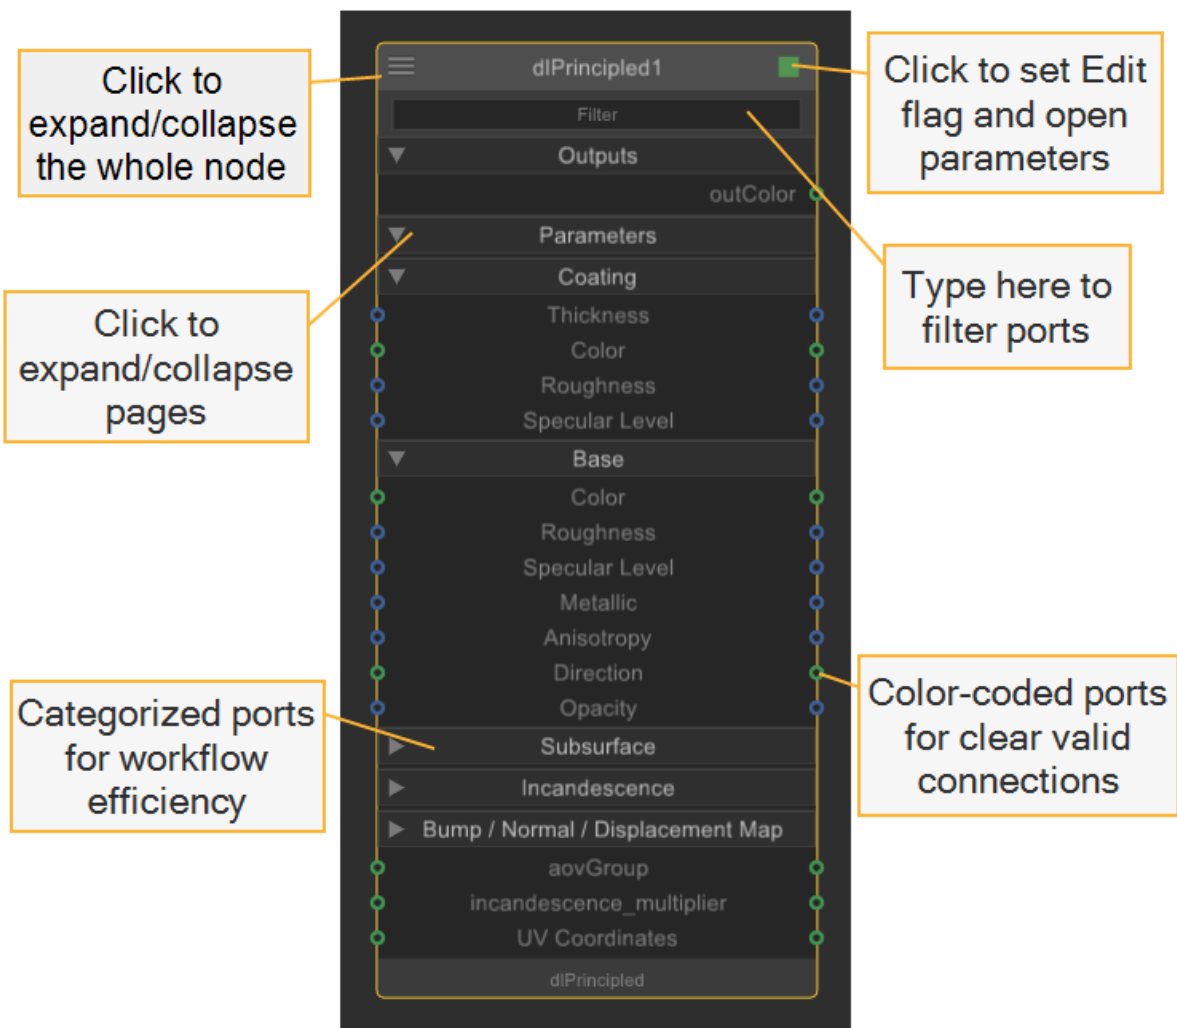 Click to
expand/collapse
the whole node
Click to
expand/collapse
pages
Categorized ports
for workflow
efficiency
dlPrincipled1
Filter
Outputs
outColor
Parameters
Coating
Thickness
Color
Roughness
Specular Level
Base
Color
Roughness
Specular Level
Metallic
Anisotropy
Direction
Opacity
Subsurface
Incandescence
Bump / Normal / Displacement Map
aovGroup
incandescence_multiplier
UV Coordinates
dlPrincipled
Click to set Edit
flag and open
parameters
Type here to
filter ports
Color-coded ports
for clear valid
connections